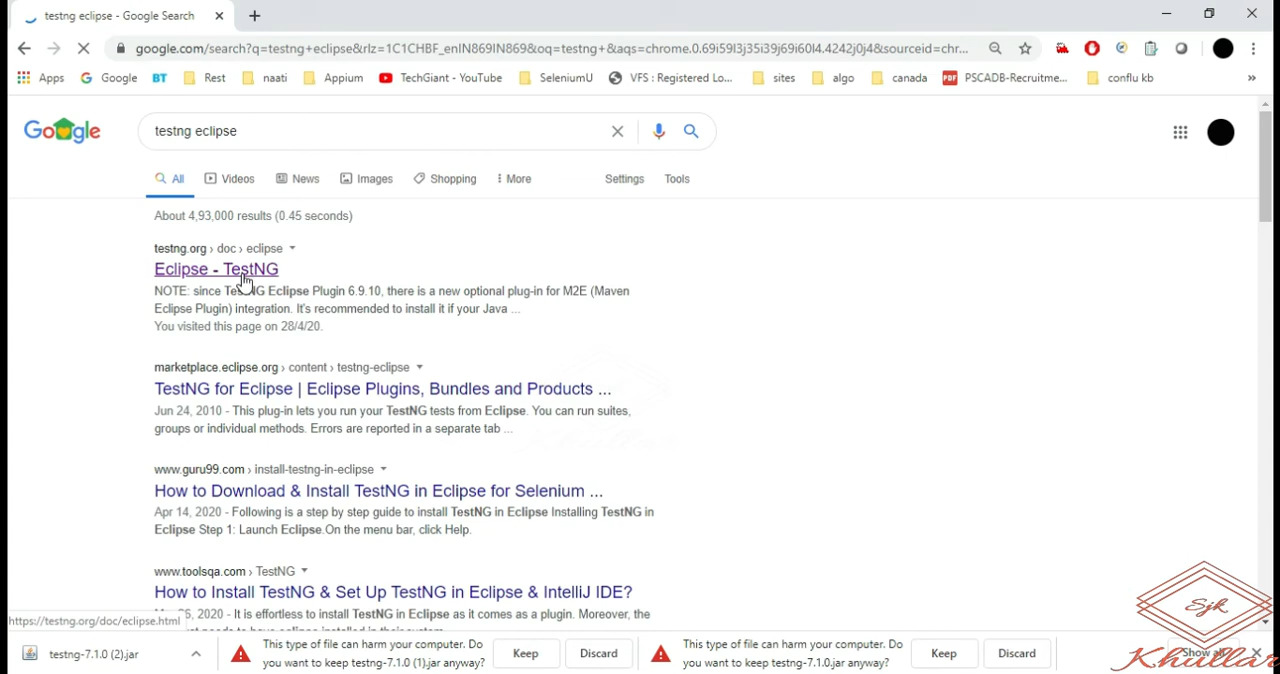 testng eclipse - Google Search
google.com/search?q=testng+eclipse&rlz=1C1CHBF_enIN869IN869&oq=testng+&aqs=chrome.0.69i59l3j35i39j69i60l4.4242j0j4&sourceid=chr...
Apps Google BT Rest naati Appium TechGiant - YouTube SeleniumU VFS : Registered Lo... sites algo canada PDF PSCADB-Recruitme... conflu kb »
Google testng eclipse
All Videos News Images Shopping More Settings Tools
About 4,93,000 results (0.45 seconds)
testng.org › doc › eclipse
Eclipse - TestNG
NOTE: since TestNG Eclipse Plugin 6.9.10, there is a new optional plug-in for M2E (Maven
Eclipse Plugin) integration. It's recommended to install it if your Java ...
You visited this page on 28/4/20.
marketplace.eclipse.org › content › testng-eclipse
TestNG for Eclipse | Eclipse Plugins, Bundles and Products ...
Jun 24, 2010 - This plug-in lets you run your TestNG tests from Eclipse. You can run suites,
groups or individual methods. Errors are reported in a separate tab ...
www.guru99.com › install-testng-in-eclipse
How to Download & Install TestNG in Eclipse for Selenium ...
Apr 14, 2020 - Following is a step by step guide to install TestNG in Eclipse Installing TestNG in
Eclipse Step 1: Launch Eclipse.On the menu bar, click Help.
www.toolsqa.com › TestNG
How to Install TestNG & Set Up TestNG in Eclipse & IntelliJ IDE?
2020 - It is effortless to install TestNG in Eclipse as it comes as a plugin. Moreover, the
https://testng.org/doc/eclipse.html
testng-7.1.0 (2).jar
This type of file can harm your computer. Do
you want to keep testng-7.1.0 (1).jar anyway?
Keep Discard
This type of file can harm your computer. Do
you want to keep testng-7.1.0.jar anyway?
Keep Discard
Show all
Sjk
Khullar